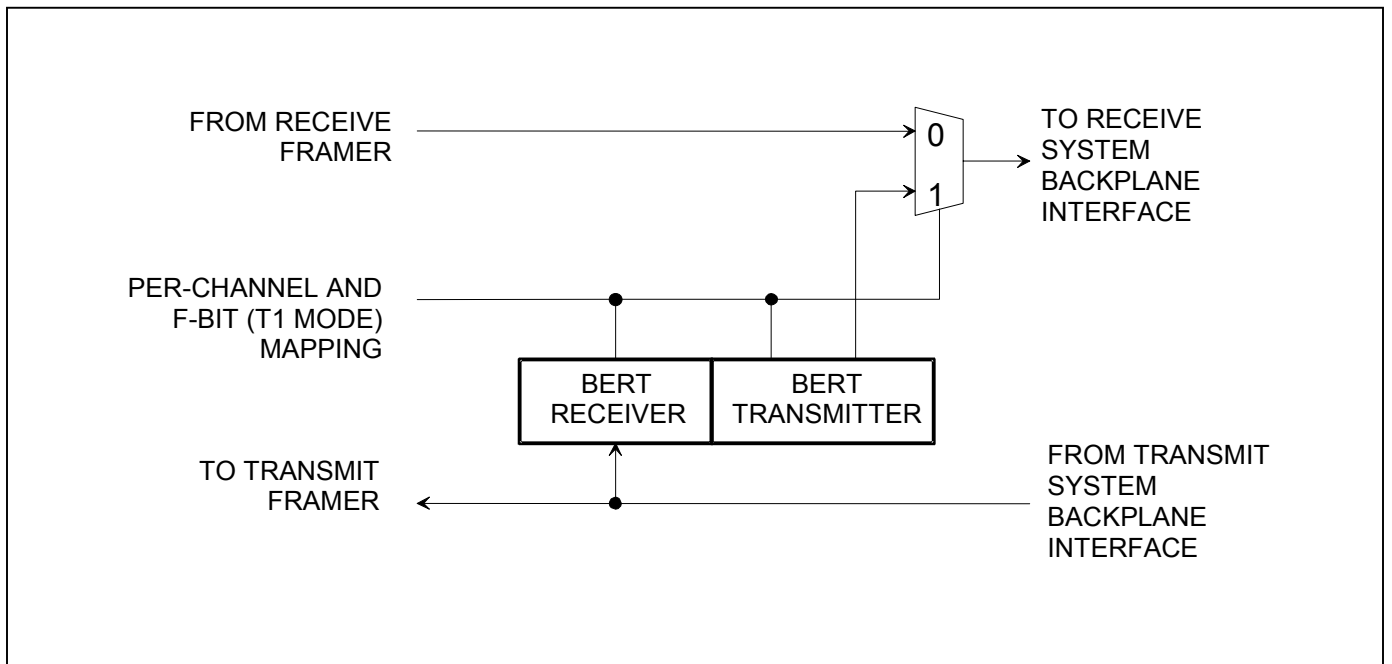 FROM RECEIVE
FRAMER
0
1
TO RECEIVE
SYSTEM
BACKPLANE
INTERFACE
PER-CHANNEL AND
F-BIT (T1 MODE)
MAPPING
BERT
RECEIVER
BERT
TRANSMITTER
TO TRANSMIT
FRAMER
FROM TRANSMIT
SYSTEM
BACKPLANE
INTERFACE